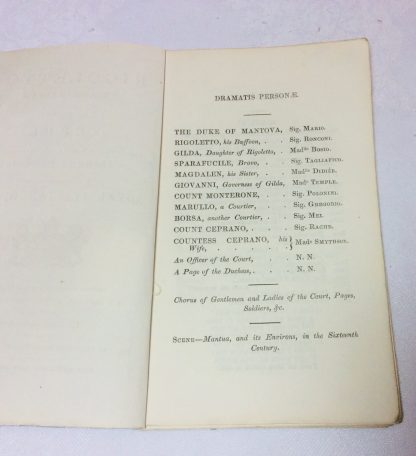 DRAMATIS PERSONÆ.
THE DUKE OF MANTOVA, Sig. Mario.
RIGOLETTO, his Buffoon, . . Sig. Ronconi.
GILDA, Daughter of Rigoletto, . Made Bosio.
SPARAFUCILE, Bravo, . . Sig. Tagliafico.
MAGDALEN, his Sister, . . Madlle Didiée.
GIOVANNI, Governess of Gilda, Made Temple.
COUNT MONTERONE, . . Sig. Polonini.
MARULLO, a Courtier, . . Sig. Gregorio.
BORSA, another Courtier, . . Sig. Mei.
COUNT CEPRANO, . . Sig. Rache.
COUNTESS CEPRANO, his } Made Smythson.
Wife, . . . . .
An Officer of the Court, . . N. N.
A Page of the Duchess, . . . N. N.
Chorus of Gentlemen and Ladies of the Court, Pages,
Soldiers, &c.
Scene—Mantua, and its Environs, in the Sixteenth
Century.